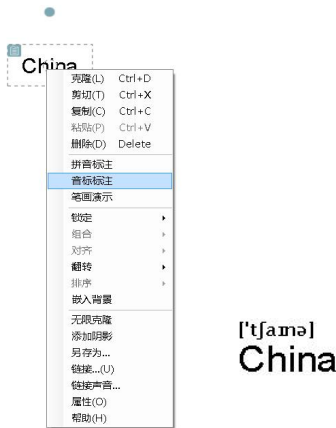 China
克隆(L) Ctrl+D
剪切(T) Ctrl+X
复制(C) Ctrl+C
粘贴(P) Ctrl+V
删除(D) Delete
拼音标注
音标标注
笔画演示
锁定
组合
对齐
翻转
排序
嵌入背景
无限克隆
添加阴影
另存为...
链接...(U)
链接声音...
属性(O)
帮助(H)
['tʃaɪnə]
China